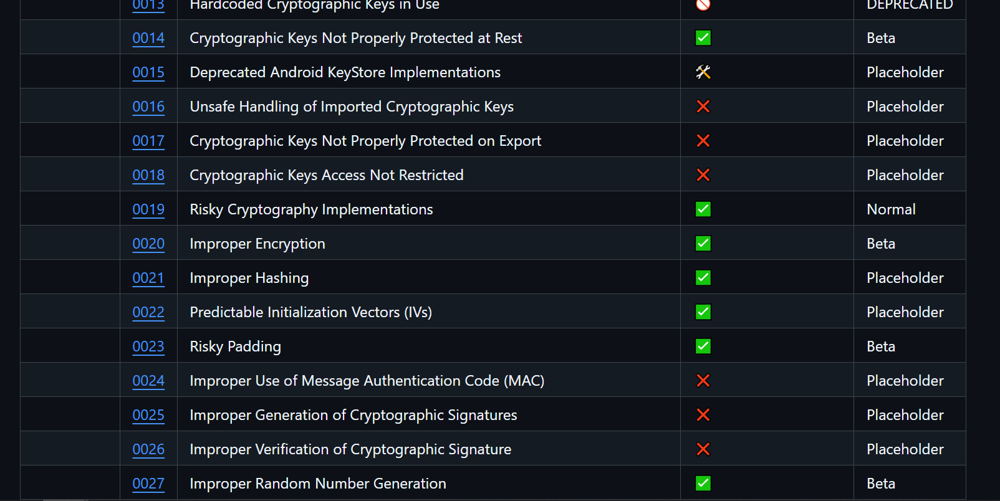 0013 Hardcoded Cryptographic Keys in Use DEPRECATED
0014 Cryptographic Keys Not Properly Protected at Rest Beta
0015 Deprecated Android KeyStore Implementations Placeholder
0016 Unsafe Handling of Imported Cryptographic Keys Placeholder
0017 Cryptographic Keys Not Properly Protected on Export Placeholder
0018 Cryptographic Keys Access Not Restricted Placeholder
0019 Risky Cryptography Implementations Normal
0020 Improper Encryption Beta
0021 Improper Hashing Placeholder
0022 Predictable Initialization Vectors (IVs) Placeholder
0023 Risky Padding Beta
0024 Improper Use of Message Authentication Code (MAC) Placeholder
0025 Improper Generation of Cryptographic Signatures Placeholder
0026 Improper Verification of Cryptographic Signature Placeholder
0027 Improper Random Number Generation Beta